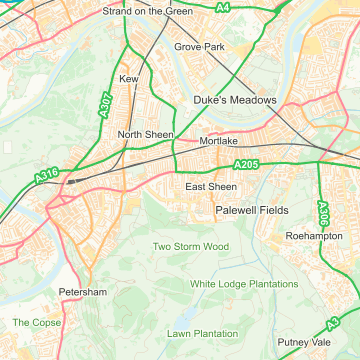 Strand on the Green
A4
Grove Park
Kew
Duke's Meadows
A307
North Sheen
Mortlake
A316
A205
East Sheen
Palewell Fields
A306
Roehampton
Two Storm Wood
White Lodge Plantations
Petersham
The Copse
A3
Lawn Plantation
Putney Vale